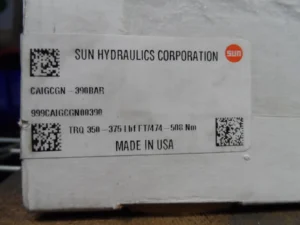 SUN HYDRAULICS CORPORATION
sun
CAIGCGN-390BAR
999CAIGCGN00390
TRQ 350-375 Lbf FT/474-508 Nm
MADE IN USA